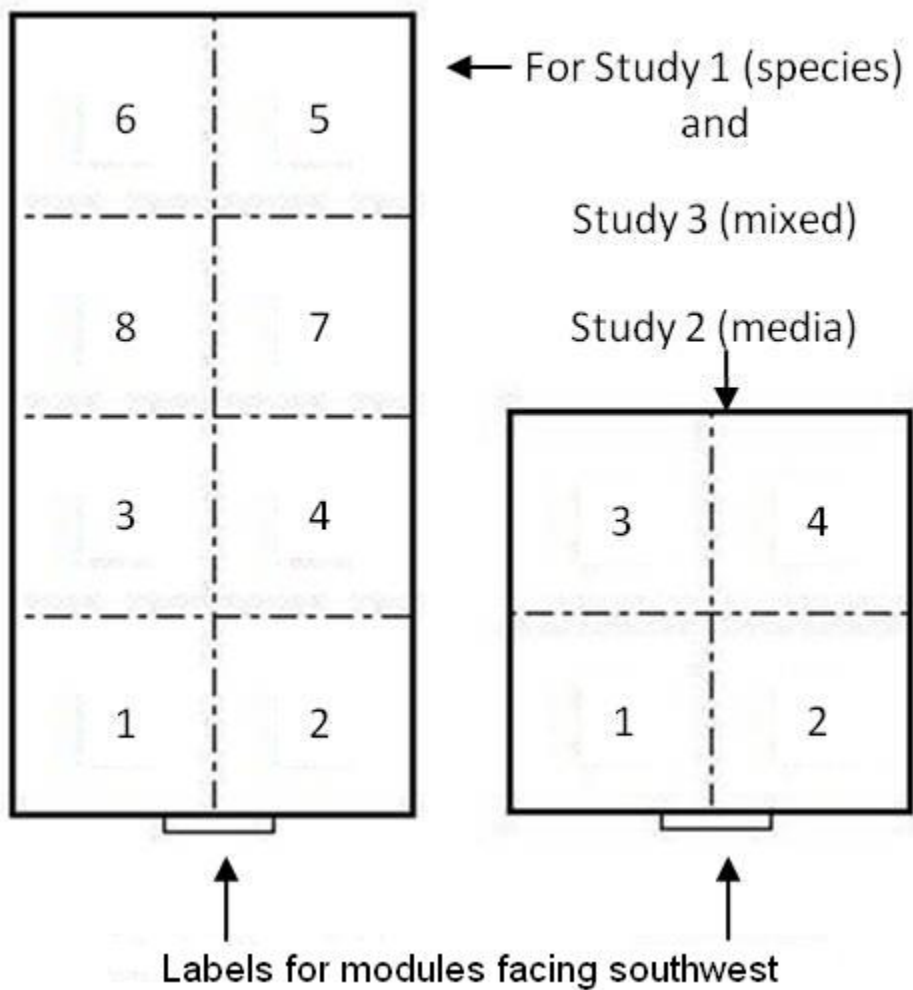 6 5
For Study 1 (species)
and
Study 3 (mixed)
8 7
Study 2 (media)
3 4
3 4
1 2
1 2
Labels for modules facing southwest